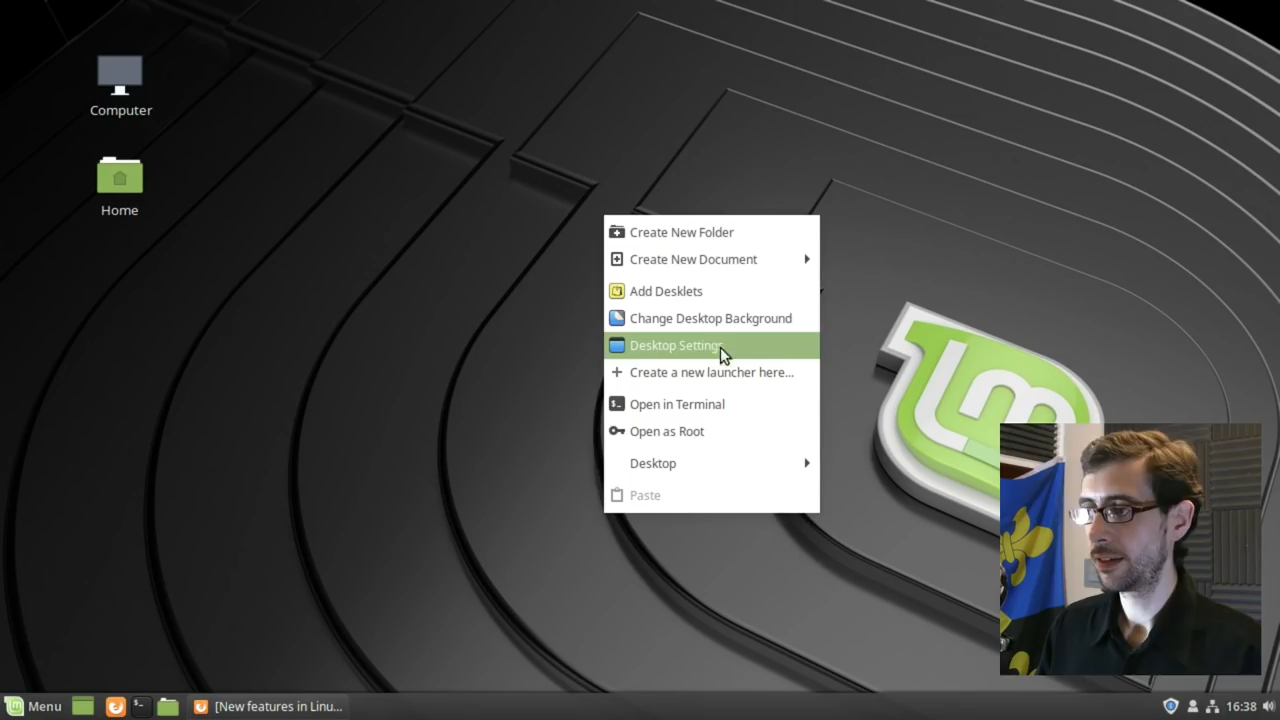 Computer
Home
Create New Folder
Create New Document
Add Desklets
Change Desktop Background
Desktop Settings
Create a new launcher here...
Open in Terminal
Open as Root
Desktop
Paste
lm
Menu
[New features in Linu...
16:38